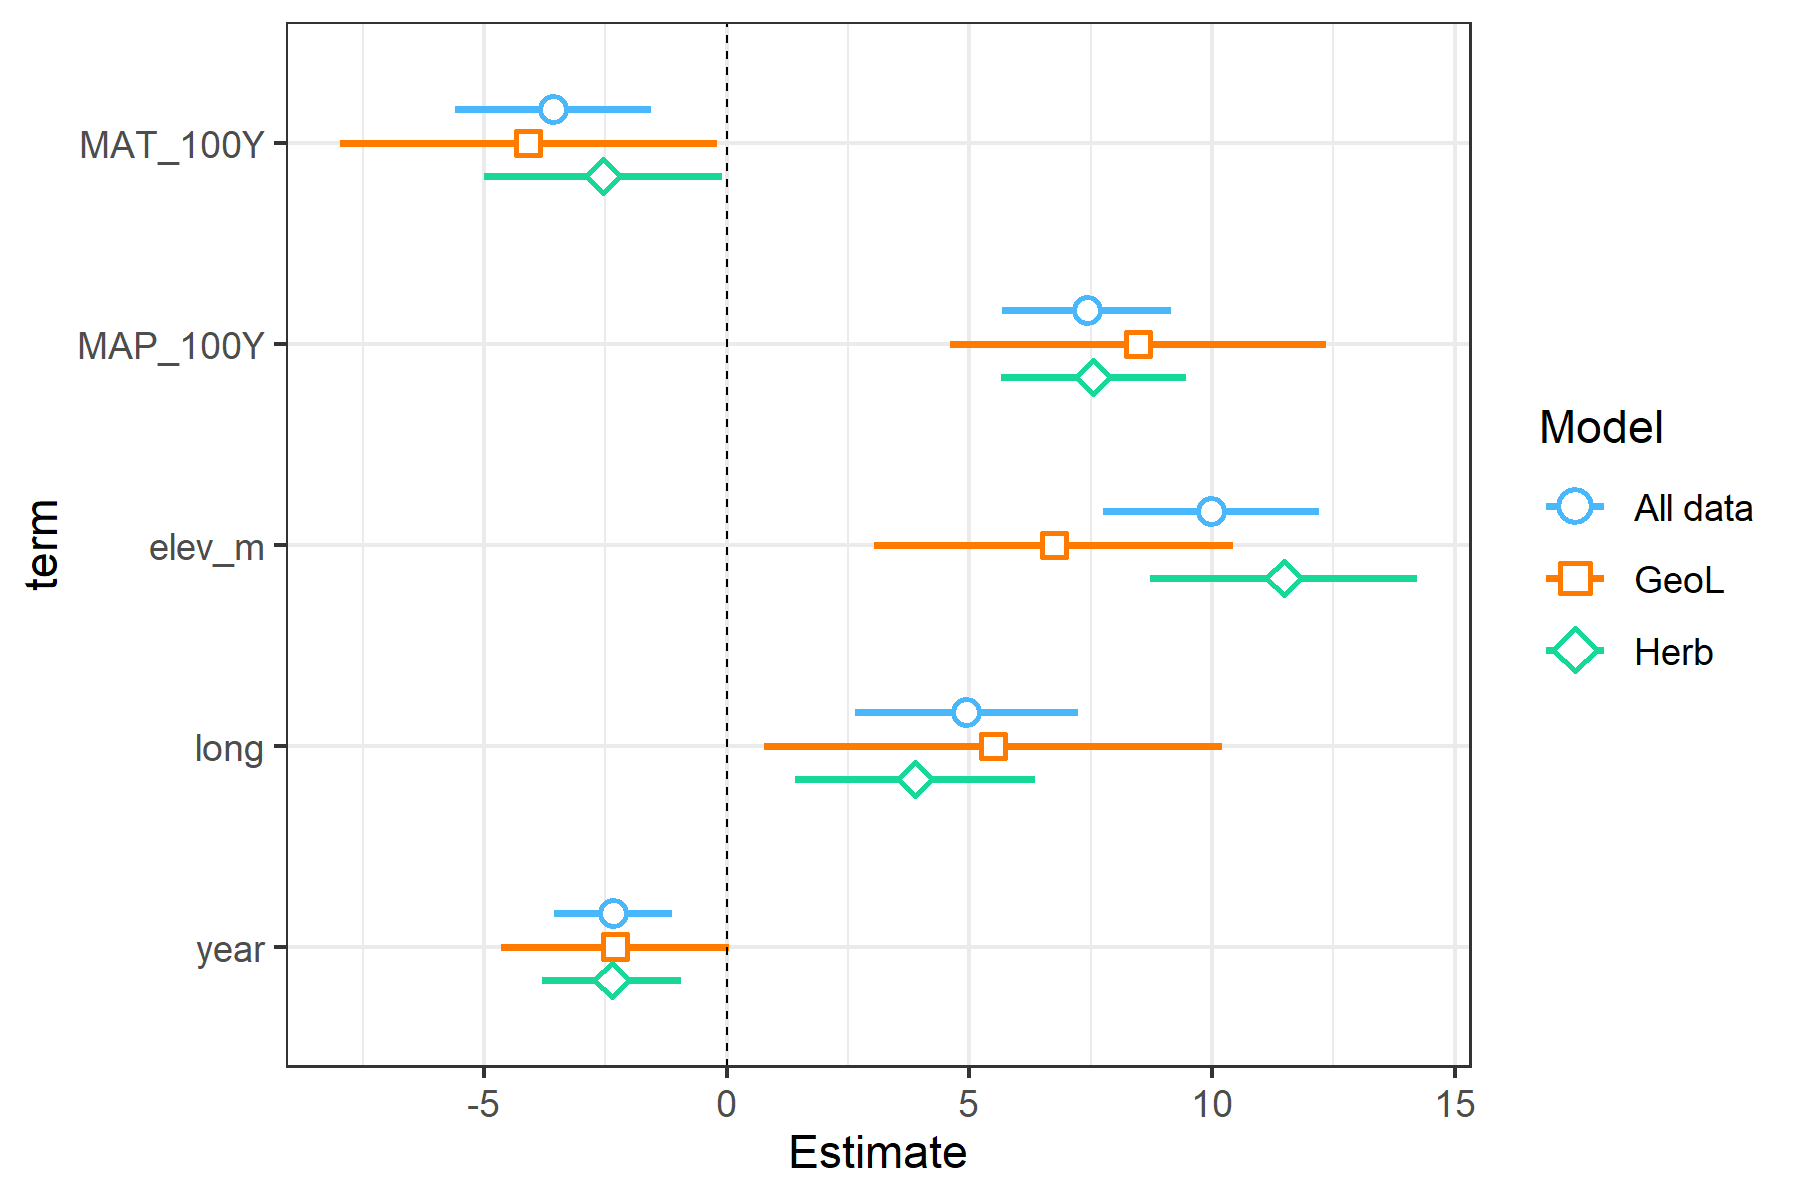 MAT_100Y
MAP_100Y
elev_m
long
year
term
-5
0
5
10
15
Estimate
Model
All data
GeoL
Herb